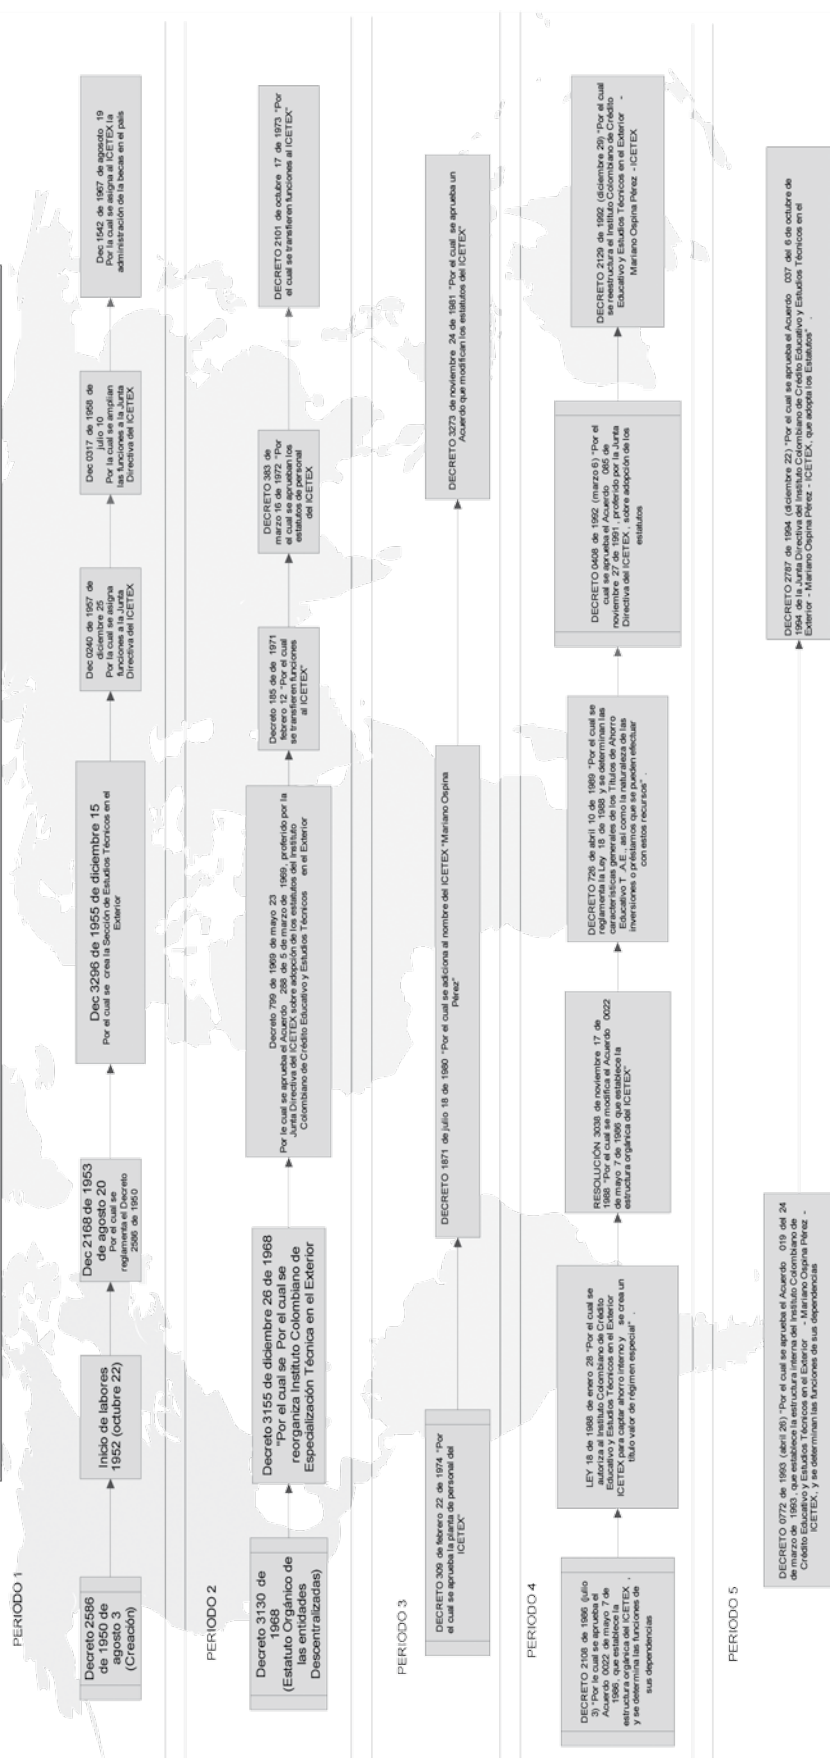 PERIODO 1
Decreto 2586
de 1950 de
agosto 3
(Creación)
Inicio de labores
1952 (octubre 22)
Dec 2168 de 1953
de agosto 20
Por el cual se
reglamenta el Decreto
2586 de 1950
Dec 3296 de 1955 de diciembre 15
Por el cual se crea la Sección de Estudios Técnicos en el
Exterior
Dec 0240 de 1957 de
diciembre 25
Por la cual se asigna
funciones a la Junta
Directiva del ICETEX
Dec 0317 de 1958 de
julio 10
Por la cual se amplian
las funciones a la Junta
Directiva del ICETEX
Dec 1542 de 1967 de agosoto 19
Por la cual se asigna al ICETEX la
administración de la becas en el país
PERIODO 2
Decreto 3130 de
1968
(Estatuto Orgánico de
las entidades
Descentralizadas)
Decreto 3155 de diciembre 26 de 1968
"Por el cual se Por el cual se
reorganiza Instituto Colombiano de
Especialización Técnica en el Exterior
Decreto 799 de 1969 de mayo 23
Por le cual se aprueba el Acuerdo 288 de 5 de marzo de 1969, proferido por la
Junta Directiva del ICETEX sobre adopción de los estatutos del Instituto
Colombiano de Crédito Educativo y Estudios Técnicos en el Exterior
Decreto 185 de de 1971
febrero 12 "Por el cual
se transfieren funciones
al ICETEX"
DECRETO 383 de
marzo 16 de 1972 "Por
el cual se aprueban los
estatutos de personal
del ICETEX
DECRETO 2101 de octubre 17 de 1973 "Por
el cual se transfieren funciones al ICETEX"
PERIODO 3
DECRETO 309 de febrero 22 de 1974 "Por
el cual se aprueba la planta de personal del
ICETEX"
DECRETO 1871 de julio 18 de 1980 "Por el cual se adiciona al nombre del ICETEX "Mariano Ospina
Pérez"
DECRETO 3273 de noviembre 24 de 1981 "Por el cual se aprueba un
Acuerdo que modifican los estatutos del ICETEX"
PERIODO 4
DECRETO 2108 de 1986 (julio
3) "Por le cual se aprueba el
Acuerdo 0022 de mayo 7 de
1986, que establece la
estructura orgánica del ICETEX ,
y se determina las funciones de
sus dependencias
LEY 18 de 1988 de enero 28 "Por el cual se
autoriza al Instituto Colombiano de Crédito
Educativo y Estudios Técnicos en el Exterior
ICETEX para captar ahorro interno y se crea un
título valor de régimen especial" .
RESOLUCIÓN 3038 de noviembre 17 de
1988 "Por el cual se modifica el Acuerdo 0022
de mayo 7 de 1986 que establece la
estructura orgánica del ICETEX"
DECRETO 726 de abril 10 de 1989 "Por el cual se
reglamenta la Ley 18 de 1988 y se determinan las
características generales de los Títulos de Ahorro
Educativo T .A.E., así como la naturaleza de las
inversiones o préstamos que se pueden efectuar
con estos recursos" .
DECRETO 0408 de 1992 (marzo 6) "Por el
cual se aprueba el Acuerdo 085 de
noviembre 27 de 1991, proferido por la Junta
Directiva del ICETEX , sobre adopción de los
estatutos
DECRETO 2129 de 1992 (diciembre 29) "Por el cual
se reestructura el Instituto Colombiano de Crédito
Educativo y Estudios Técnicos en el Exterior -
Mariano Ospina Pérez - ICETEX
PERIODO 5
DECRETO 0772 de 1993 (abril 26) "Por el cual se aprueba el Acuerdo 019 del 24
de marzo de 1993, que establece la estructura interna del Instituto Colombiano de
Crédito Educativo y Estudios Técnicos en el Exterior - Mariano Ospina Pérez -
ICETEX, y se determinan las funciones de sus dependencias
DECRETO 2787 de 1994 (diciembre 22) "Por el cual se aprueba el Acuerdo 037 del 6 de octubre de
1994 de la Junta Directiva del Instituto Colombiano de Crédito Educativo y Estudios Técnicos en el
Exterior - Mariano Ospina Pérez - ICETEX, que adopta los Estatutos" .